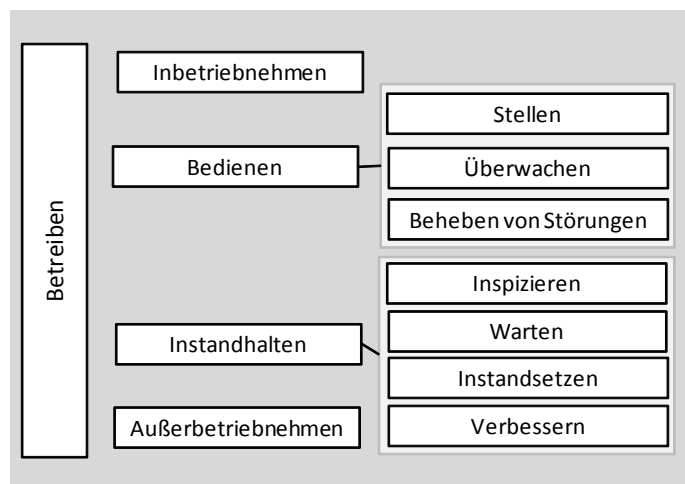 Betreiben
Inbetriebnehmen
Bedienen
Stellen
Überwachen
Beheben von Störungen
Instandhalten
Inspizieren
Warten
Instandsetzen
Verbessern
Außerbetriebnehmen